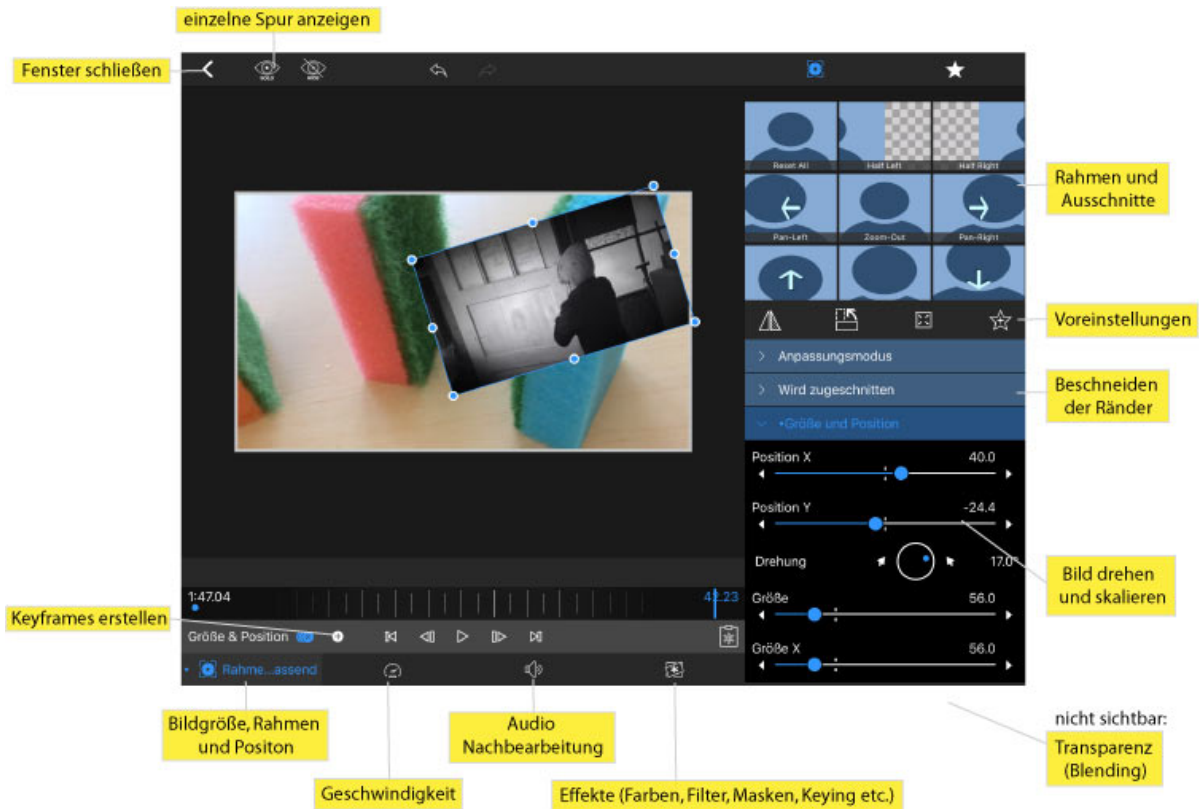 einzelne Spur anzeigen
Fenster schließen
Reset All
Half Left
Half Right
Rahmen und
Ausschnitte
Pan-Left
Zoom-Out
Pan-Right
Voreinstellungen
Anpassungsmodus
Wird zugeschnitten
Beschneiden
der Ränder
•Größe und Position
Position X 40.0
Position Y -24.4
Drehung 17.0°
Bild drehen
und skalieren
1:47.04
42.23
Größe 56.0
Keyframes erstellen
Größe & Position
Größe X 56.0
Rahme...assend
Bildgröße, Rahmen
und Positon
Audio
Nachbearbeitung
nicht sichtbar:
Transparenz
(Blending)
Geschwindigkeit
Effekte (Farben, Filter, Masken, Keying etc.)